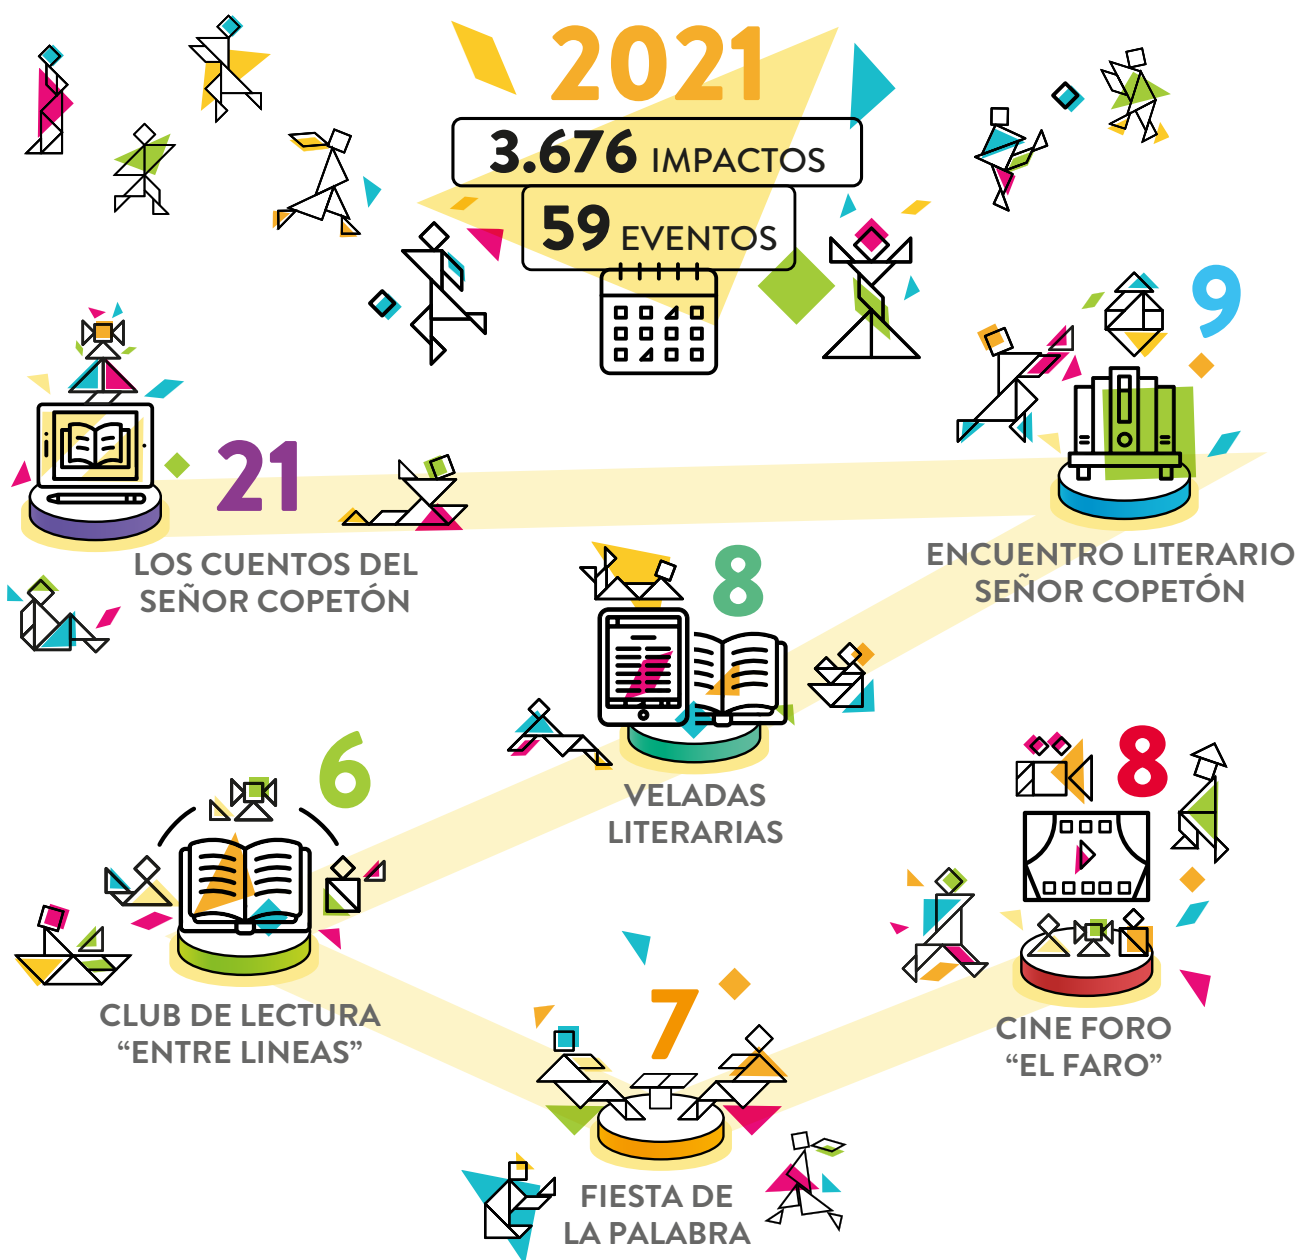 2021
3.676 IMPACTOS
59 EVENTOS
21
LOS CUENTOS DEL
SEÑOR COPETÓN
9
ENCUENTRO LITERARIO
SEÑOR COPETÓN
8
VELADAS
LITERARIAS
6
CLUB DE LECTURA
“ENTRE LINEAS”
8
CINE FORO
“EL FARO”
7
FIESTA DE
LA PALABRA